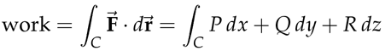 work = ∫_C F⃗ · dr⃗ = ∫_C P dx + Q dy + R dz